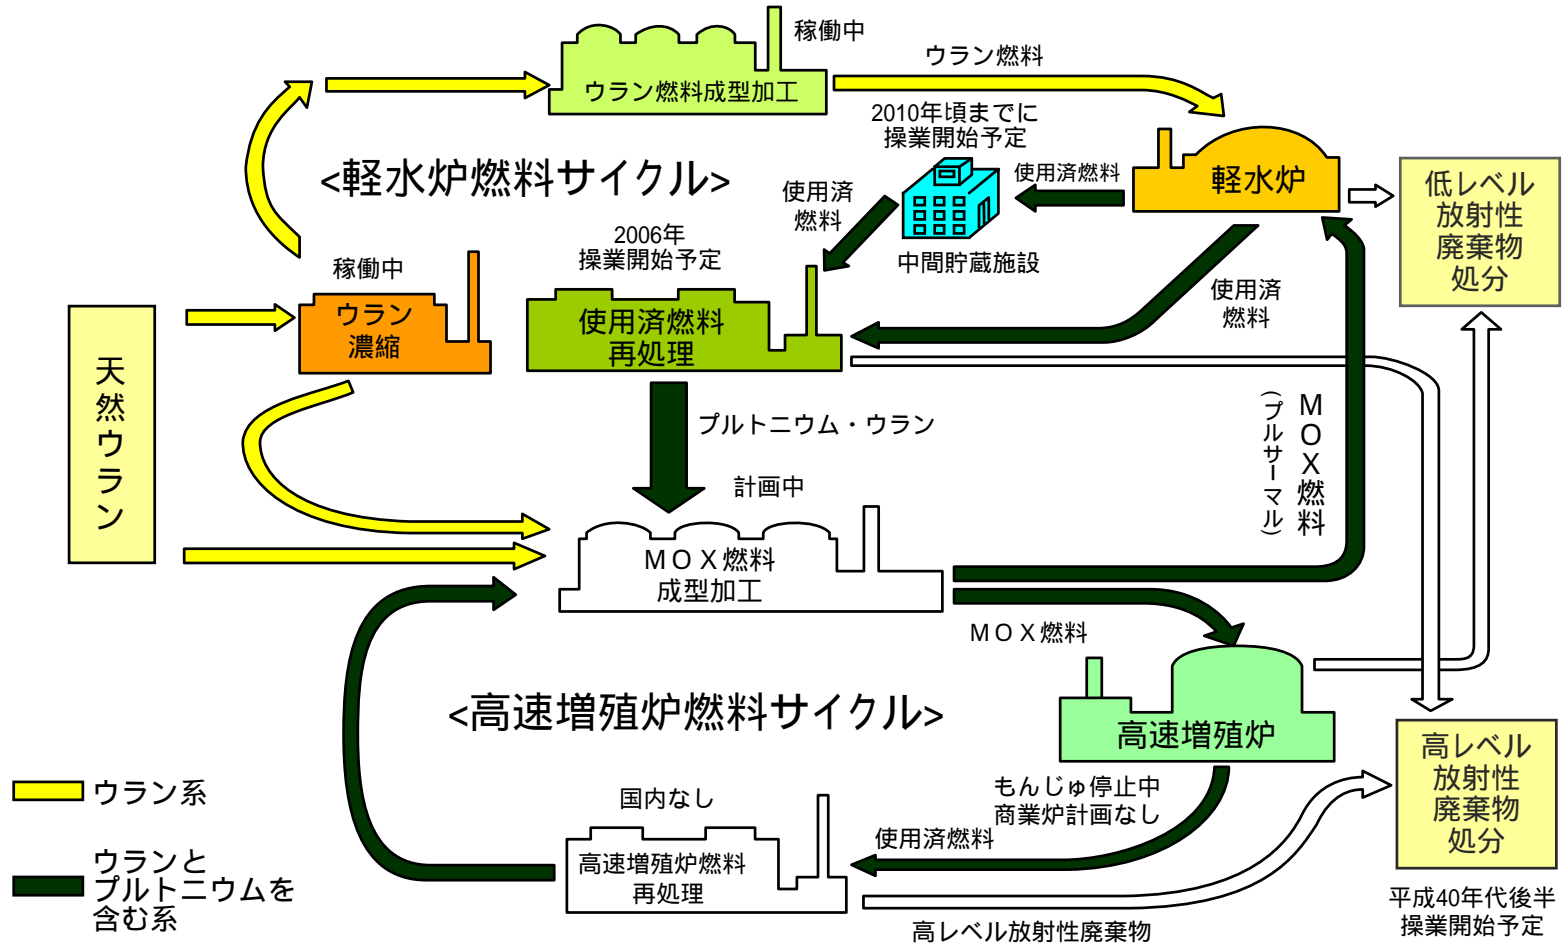 稼働中
ウラン燃料成型加工
ウラン燃料
2010年頃までに
操業開始予定
<軽水炉燃料サイクル>
使用済
燃料
使用済燃料
中間貯蔵施設
軽水炉
低レベル
放射性
廃棄物
処分
稼働中
ウラン
濃縮
2006年
操業開始予定
使用済燃料
再処理
使用済
燃料
天然ウラン
プルトニウム・ウラン
MOX燃料
(プルサーマル)
計画中
MOX燃料
成型加工
MOX燃料
<高速増殖炉燃料サイクル>
高速増殖炉
もんじゅ停止中
商業炉計画なし
高レベル
放射性
廃棄物
処分
平成40年代後半
操業開始予定
国内なし
高速増殖炉燃料
再処理
使用済燃料
高レベル放射性廃棄物
ウラン系
ウランと
プルトニウムを
含む系